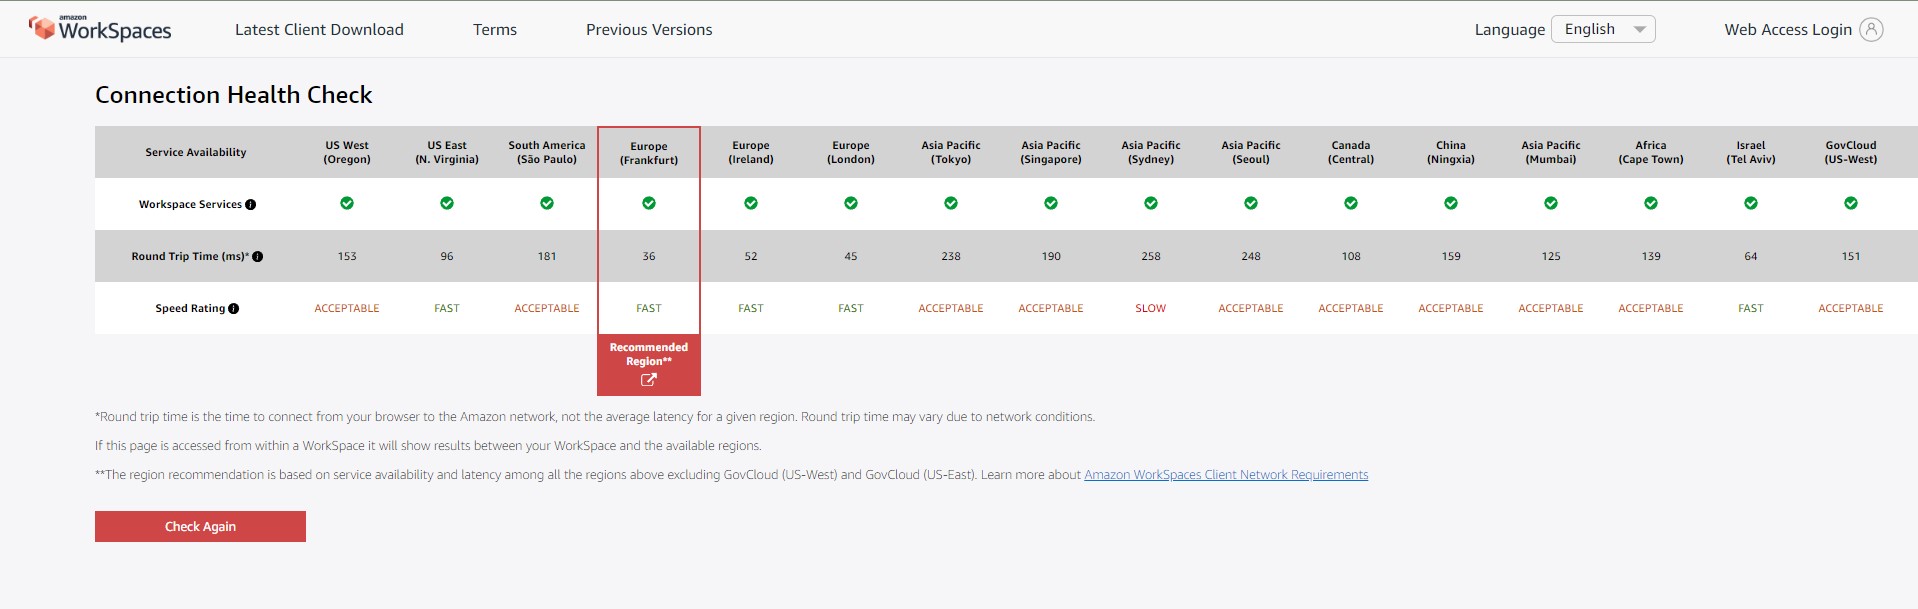 amazon
WorkSpaces
Latest Client Download
Terms
Previous Versions
Language
English
Web Access Login
Connection Health Check
Service Availability
US West
(Oregon)
US East
(N. Virginia)
South America
(São Paulo)
Europe
(Frankfurt)
Europe
(Ireland)
Europe
(London)
Asia Pacific
(Tokyo)
Asia Pacific
(Singapore)
Asia Pacific
(Sydney)
Asia Pacific
(Seoul)
Canada
(Central)
China
(Ningxia)
Asia Pacific
(Mumbai)
Africa
(Cape Town)
Israel
(Tel Aviv)
GovCloud
(US-West)
Workspace Services
Round Trip Time (ms)* 153 96 181 36 52 45 238 190 258 248 108 159 125 139 64 151
Speed Rating ACCEPTABLE FAST ACCEPTABLE FAST FAST FAST ACCEPTABLE ACCEPTABLE SLOW ACCEPTABLE ACCEPTABLE ACCEPTABLE ACCEPTABLE ACCEPTABLE FAST ACCEPTABLE
Recommended
Region**
*Round trip time is the time to connect from your browser to the Amazon network, not the average latency for a given region. Round trip time may vary due to network conditions.
If this page is accessed from within a WorkSpace it will show results between your WorkSpace and the available regions.
**The region recommendation is based on service availability and latency among all the regions above excluding GovCloud (US-West) and GovCloud (US-East). Learn more about Amazon WorkSpaces Client Network Requirements
Check Again